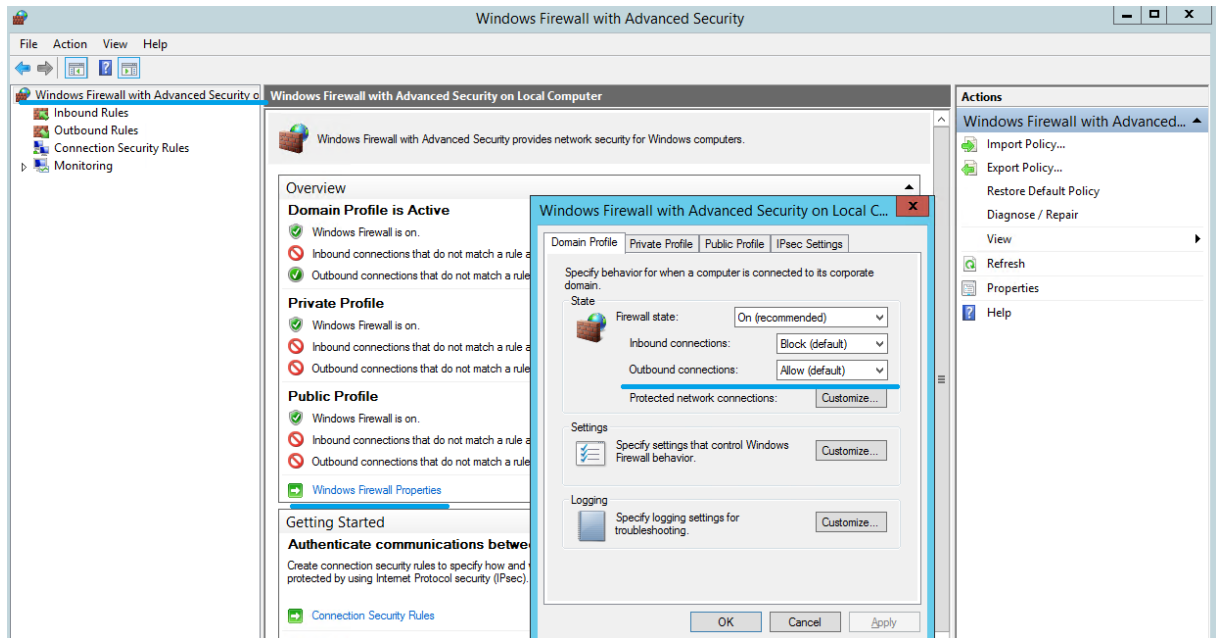 Windows Firewall with Advanced Security
File Action View Help
Windows Firewall with Advanced Security o
Inbound Rules
Outbound Rules
Connection Security Rules
Monitoring
Windows Firewall with Advanced Security on Local Computer
Windows Firewall with Advanced Security provides network security for Windows computers.
Overview
Domain Profile is Active
Windows Firewall is on.
Inbound connections that do not match a rule a
Outbound connections that do not match a rule
Private Profile
Windows Firewall is on.
Inbound connections that do not match a rule a
Outbound connections that do not match a rule
Public Profile
Windows Firewall is on.
Inbound connections that do not match a rule a
Outbound connections that do not match a rule
Windows Firewall Properties
Getting Started
Authenticate communications betwe
Create connection security rules to specify how and
protected by using Internet Protocol security (IPsec).
Connection Security Rules
Windows Firewall with Advanced Security on Local C...
Domain Profile Private Profile Public Profile IPsec Settings
Specify behavior for when a computer is connected to its corporate
domain.
State
Firewall state: On (recommended)
Inbound connections: Block (default)
Outbound connections: Allow (default)
Protected network connections: Customize...
Settings
Specify settings that control Windows
Firewall behavior.
Customize...
Logging
Specify logging settings for
troubleshooting.
Customize...
OK Cancel Apply
Actions
Windows Firewall with Advanced...
Import Policy...
Export Policy...
Restore Default Policy
Diagnose / Repair
View
Refresh
Properties
Help